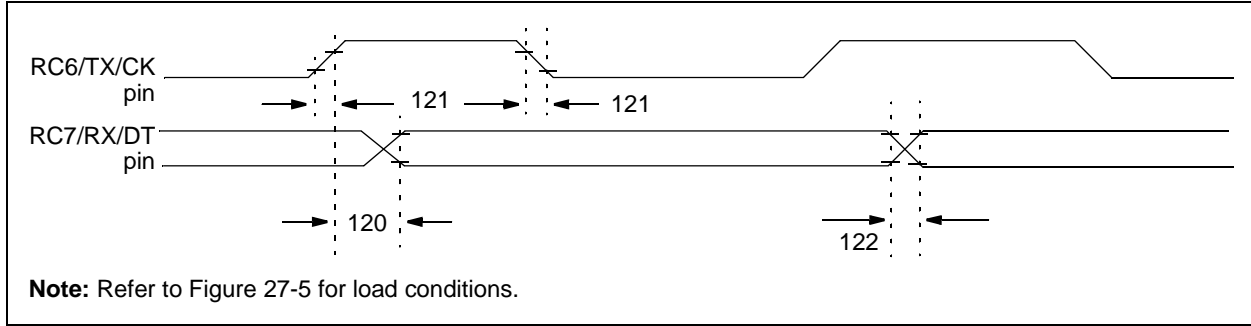 RC6/TX/CK
pin
121
121
RC7/RX/DT
pin
120
122
Note: Refer to Figure 27-5 for load conditions.